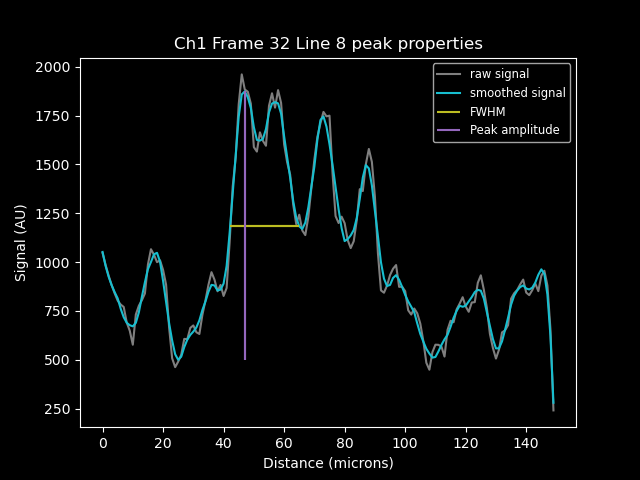 Ch1 Frame 32 Line 8 peak properties
raw signal
smoothed signal
FWHM
Peak amplitude
Signal (AU)
2000
1750
1500
1250
1000
750
500
250
0 20 40 60 80 100 120 140
Distance (microns)